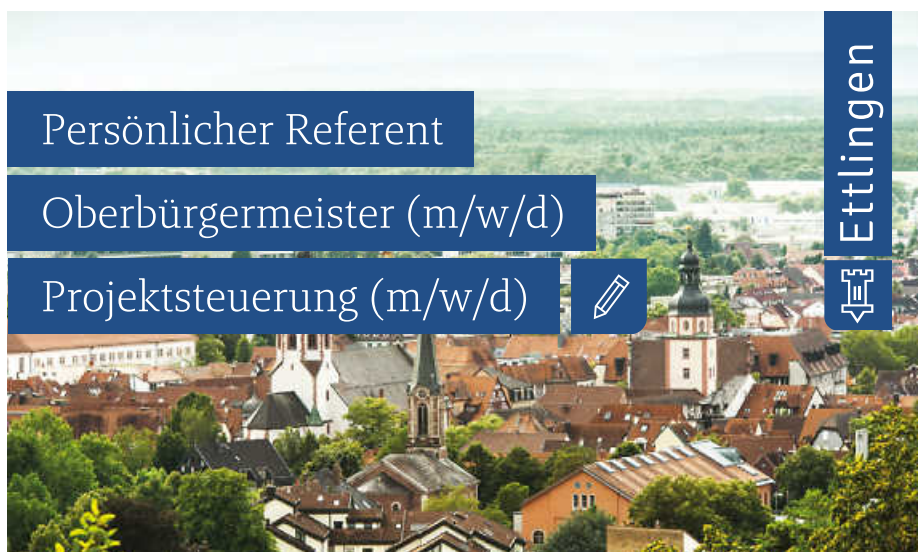 Persönlicher Referent
Oberbürgermeister (m/w/d)
Projektsteuerung (m/w/d)
Ettlingen